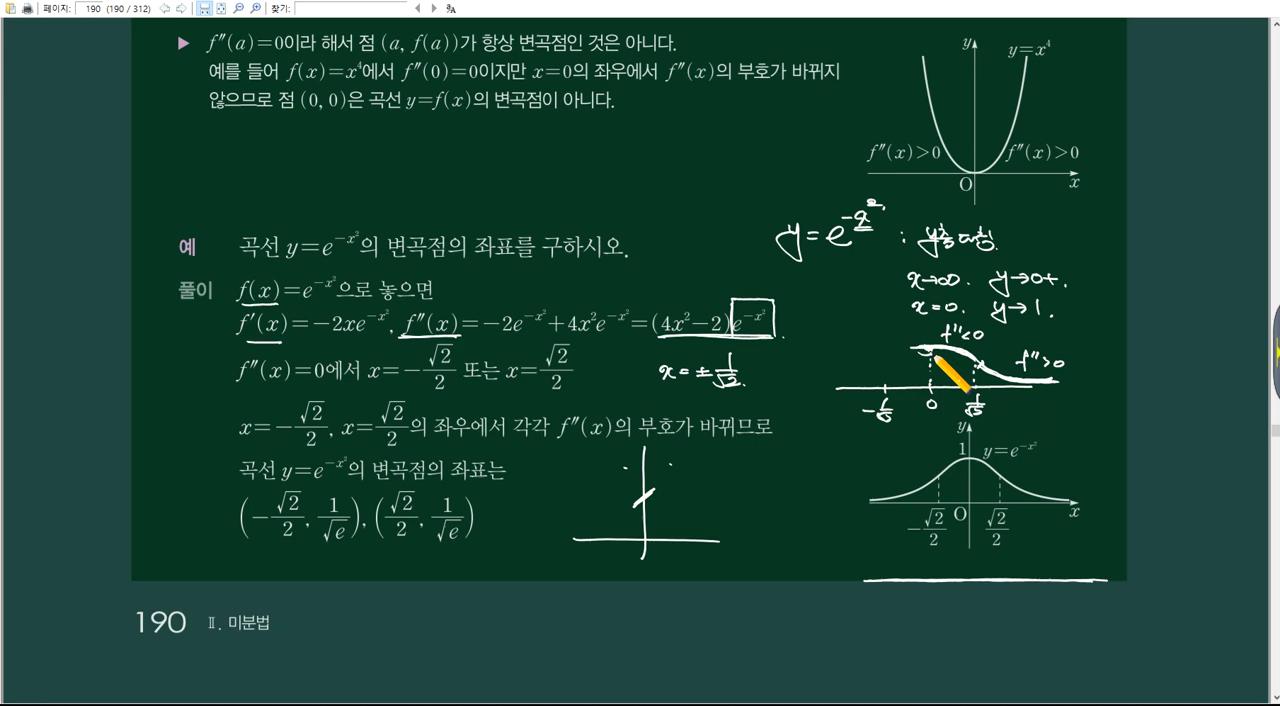 페이지: 190 (190 / 312) 찾기:
▶ f″(a)=0이라 해서 점 (a, f(a))가 항상 변곡점인 것은 아니다.
예를 들어 f(x)=x⁴에서 f″(0)=0이지만 x=0의 좌우에서 f″(x)의 부호가 바뀌지
않으므로 점 (0, 0)은 곡선 y=f(x)의 변곡점이 아니다.
y y=x⁴
f″(x)>0 f″(x)>0
O x
y=e^{-x²} : y축 대칭.
예 곡선 y=e^{-x²}의 변곡점의 좌표를 구하시오.
풀이 f(x)=e^{-x²}으로 놓으면
f′(x)=-2xe^{-x²}, f″(x)=-2e^{-x²}+4x²e^{-x²}=(4x²-2)e^{-x²}
f″(x)=0에서 x=-√2/2 또는 x=√2/2
x=±1/√2.
x=-√2/2, x=√2/2의 좌우에서 각각 f″(x)의 부호가 바뀌므로
곡선 y=e^{-x²}의 변곡점의 좌표는
(-√2/2, 1/√e), (√2/2, 1/√e)
x→∞. y→0+.
x=0. y→1.
f″<0
f″>0
-1/√2 0 1/√2
y
1 y=e^{-x²}
O x
-√2/2 √2/2
190 Ⅱ. 미분법